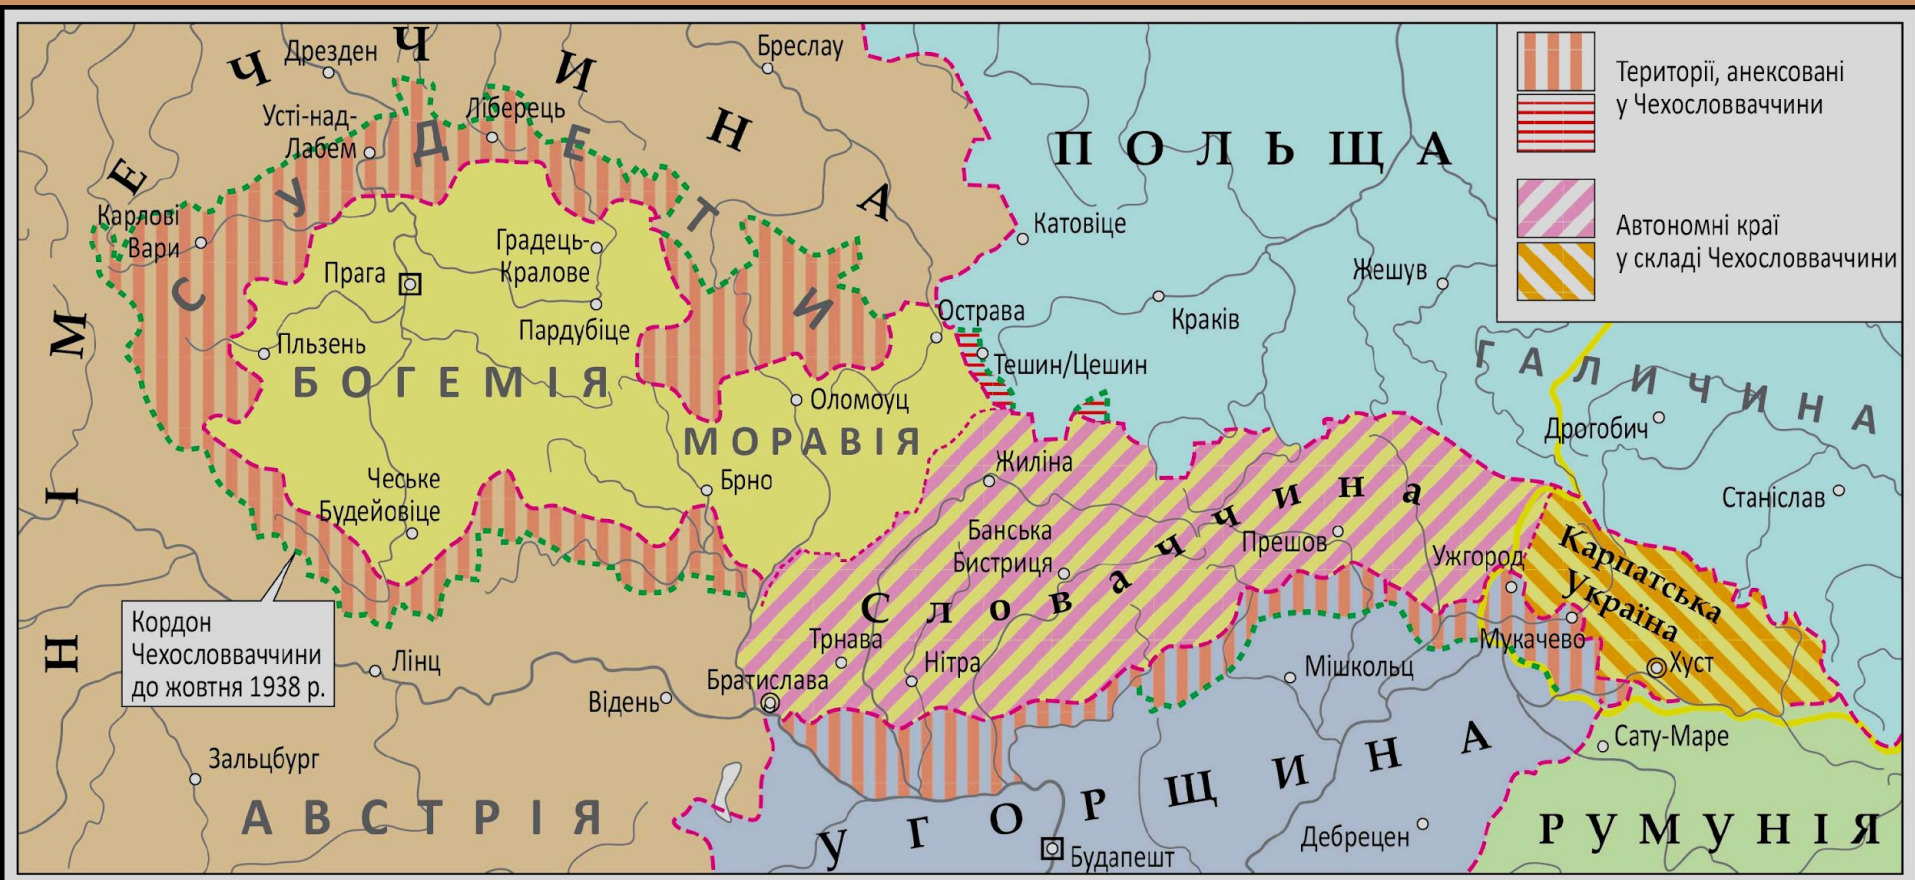 НІМЕЧЧИНА
Дрезден
Бреслау
Усті-над-
Лабем
Ліберець
СУДЕТИ
Карлові
Вари
Прага
Градець-
Кралове
Пардубіце
Пльзень
БОГЕМІЯ
Оломоуц
МОРАВІЯ
Брно
Чеське
Будейовіце
Кордон
Чехословаччини
до жовтня 1938 р.
Лінц
Відень
Зальцбург
АВСТРІЯ
ПОЛЬЩА
Катовіце
Жешув
Краків
Острава
Тешин/Цешин
ГАЛИЧИНА
Дрогобич
Станіслав
Жиліна
Банська
Бистриця
Словаччина
Прешов
Ужгород
Карпатська
Україна
Мукачево
Хуст
Трнава
Нітра
Братислава
Мішкольц
Сату-Маре
УГОРЩИНА
Будапешт
Дебрецен
РУМУНІЯ
Території, анексовані
у Чехословваччини
Автономні краї
у складі Чехословваччини